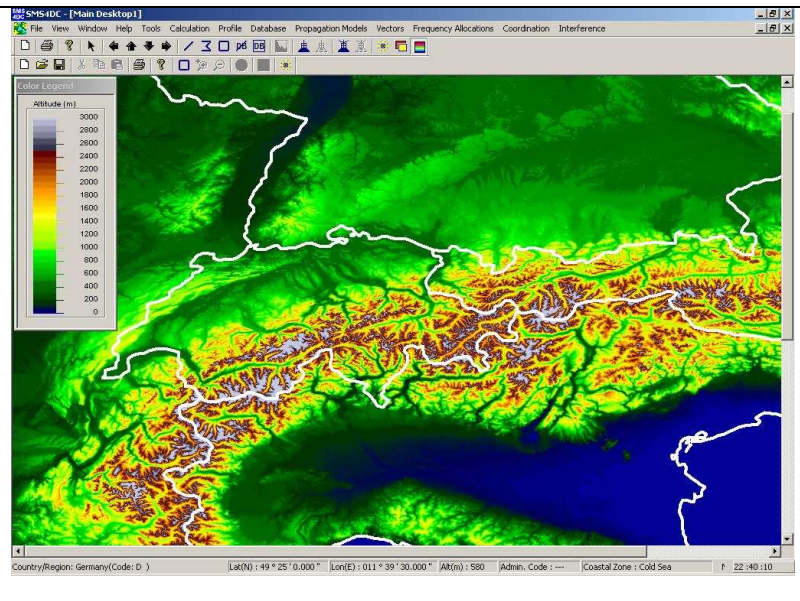 SMS4DC - [Main Desktop1]
File View Window Help Tools Calculation Profile Database Propagation Models Vectors Frequency Allocations Coordination Interference
DB
Color Legend
Altitude (m)
3000
2800
2600
2400
2200
2000
1800
1600
1400
1200
1000
800
600
400
200
0
Country/Region: Germany(Code: D ) Lat(N) : 49 ° 25 ' 0.000 " Lon(E) : 011 ° 39 ' 30.000 " Alt(m) : 580 Admin. Code : --- Coastal Zone : Cold Sea 22 :40 :10